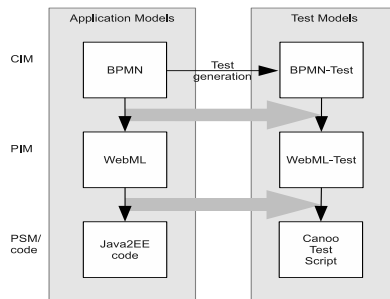 Application Models
Test Models
CIM
BPMN
Test
generation
BPMN-Test
PIM
WebML
WebML-Test
PSM/
code
Java2EE
code
Canoo
Test
Script